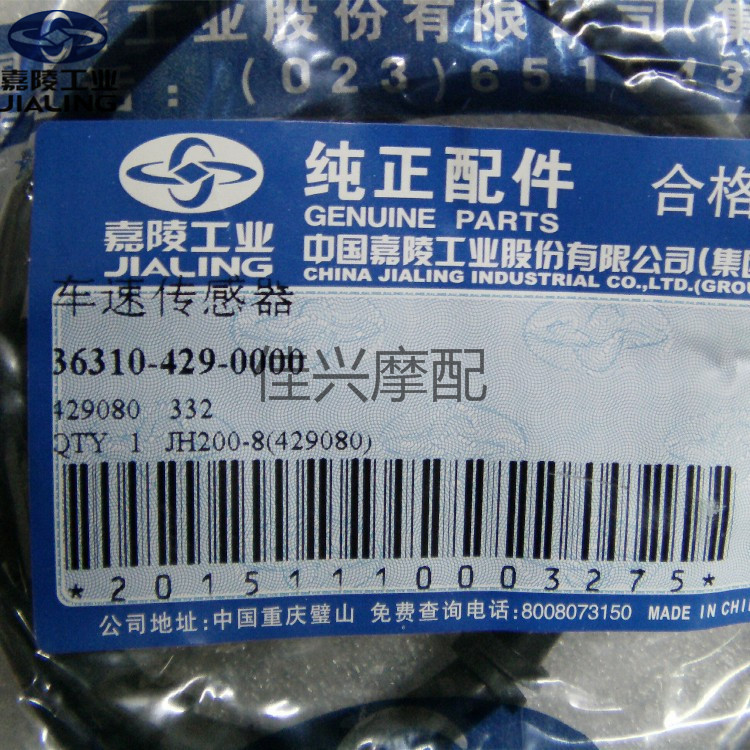 工业股份有限
嘉陵工业
JIALING
:(023)651
纯正配件
合格
GENUINE PARTS
嘉陵工业
JIALING
中国嘉陵工业股份有限公司(集团
CHINA JIALING INDUSTRIAL CO.,LTD.(GROU
车速传感器
36310-429-0000
佳兴摩配
429080 332
QTY 1 JH200-8(429080)
*20151110003275*
公司地址:中国重庆璧山 免费查询电话:8008073150 MADE IN CHIN